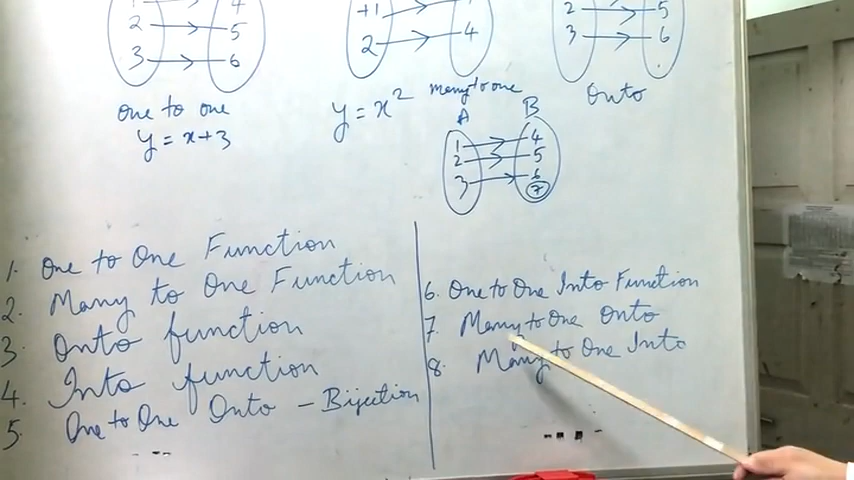 1 4
2 5
3 6
one to one
y = x+3
+1 1
2 4
y = x²
many to one
2 5
3 6
Onto
A B
1 4
2 5
3 6
7
1. One to One Function
2. Many to One Function
3. Onto function
4. Into function
5. One to One Onto – Bijection
6. One to One Into Function
7. Many to One Onto
8 Many to One Into